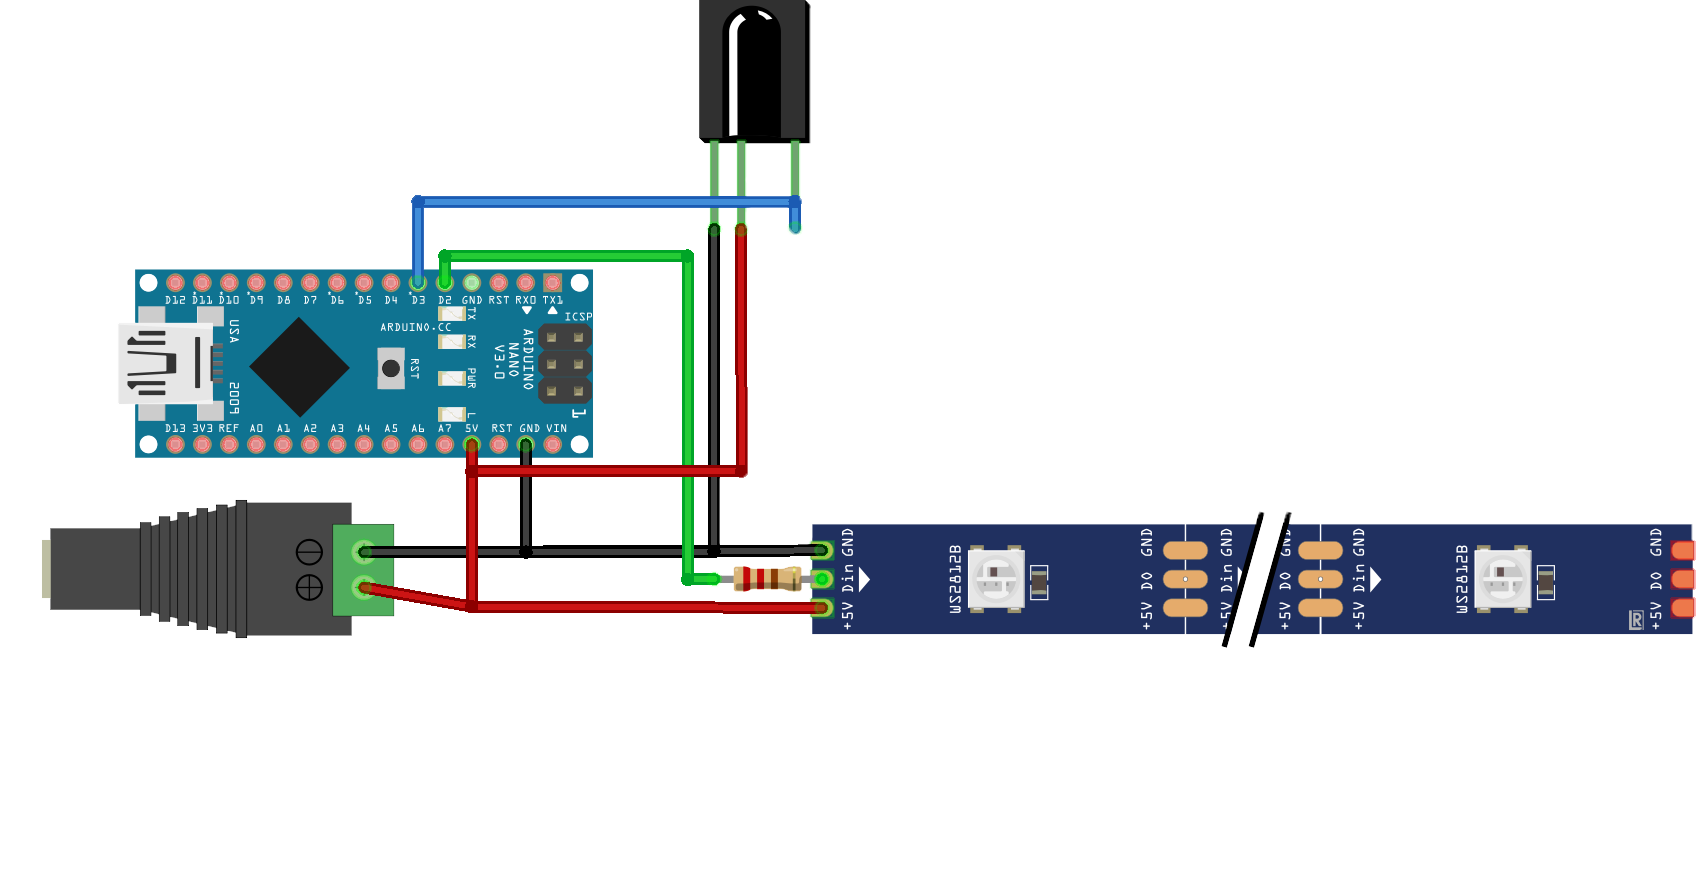 D12 D11 D10 D9 D8 D7 D6 D5 D4 D3 D2 GND RST RX0 TX1
ICSP
TX
ARDUINO.CC
RX
USA
2009
RST
PWR
L
ARDUINO
NANO
V3.0
1
D13 3V3 REF A0 A1 A2 A3 A4 A5 A6 A7 5V RST GND VIN
+5V Din GND
WS2815B
+5V DO GND
+5V Din GND
+5V DO GND
+5V Din GND
WS2815B
R
+5V DO GND